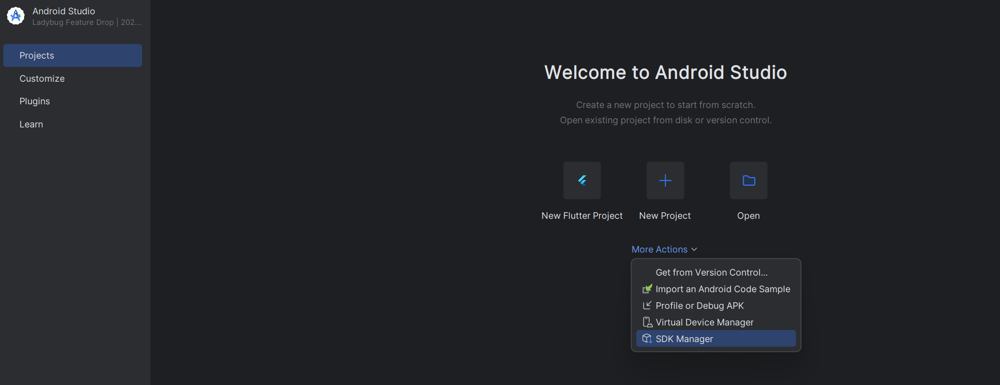 Android Studio
Ladybug Feature Drop | 202...
Projects
Customize
Plugins
Learn
Welcome to Android Studio
Create a new project to start from scratch.
Open existing project from disk or version control.
New Flutter Project
New Project
Open
More Actions
Get from Version Control...
Import an Android Code Sample
Profile or Debug APK
Virtual Device Manager
SDK Manager